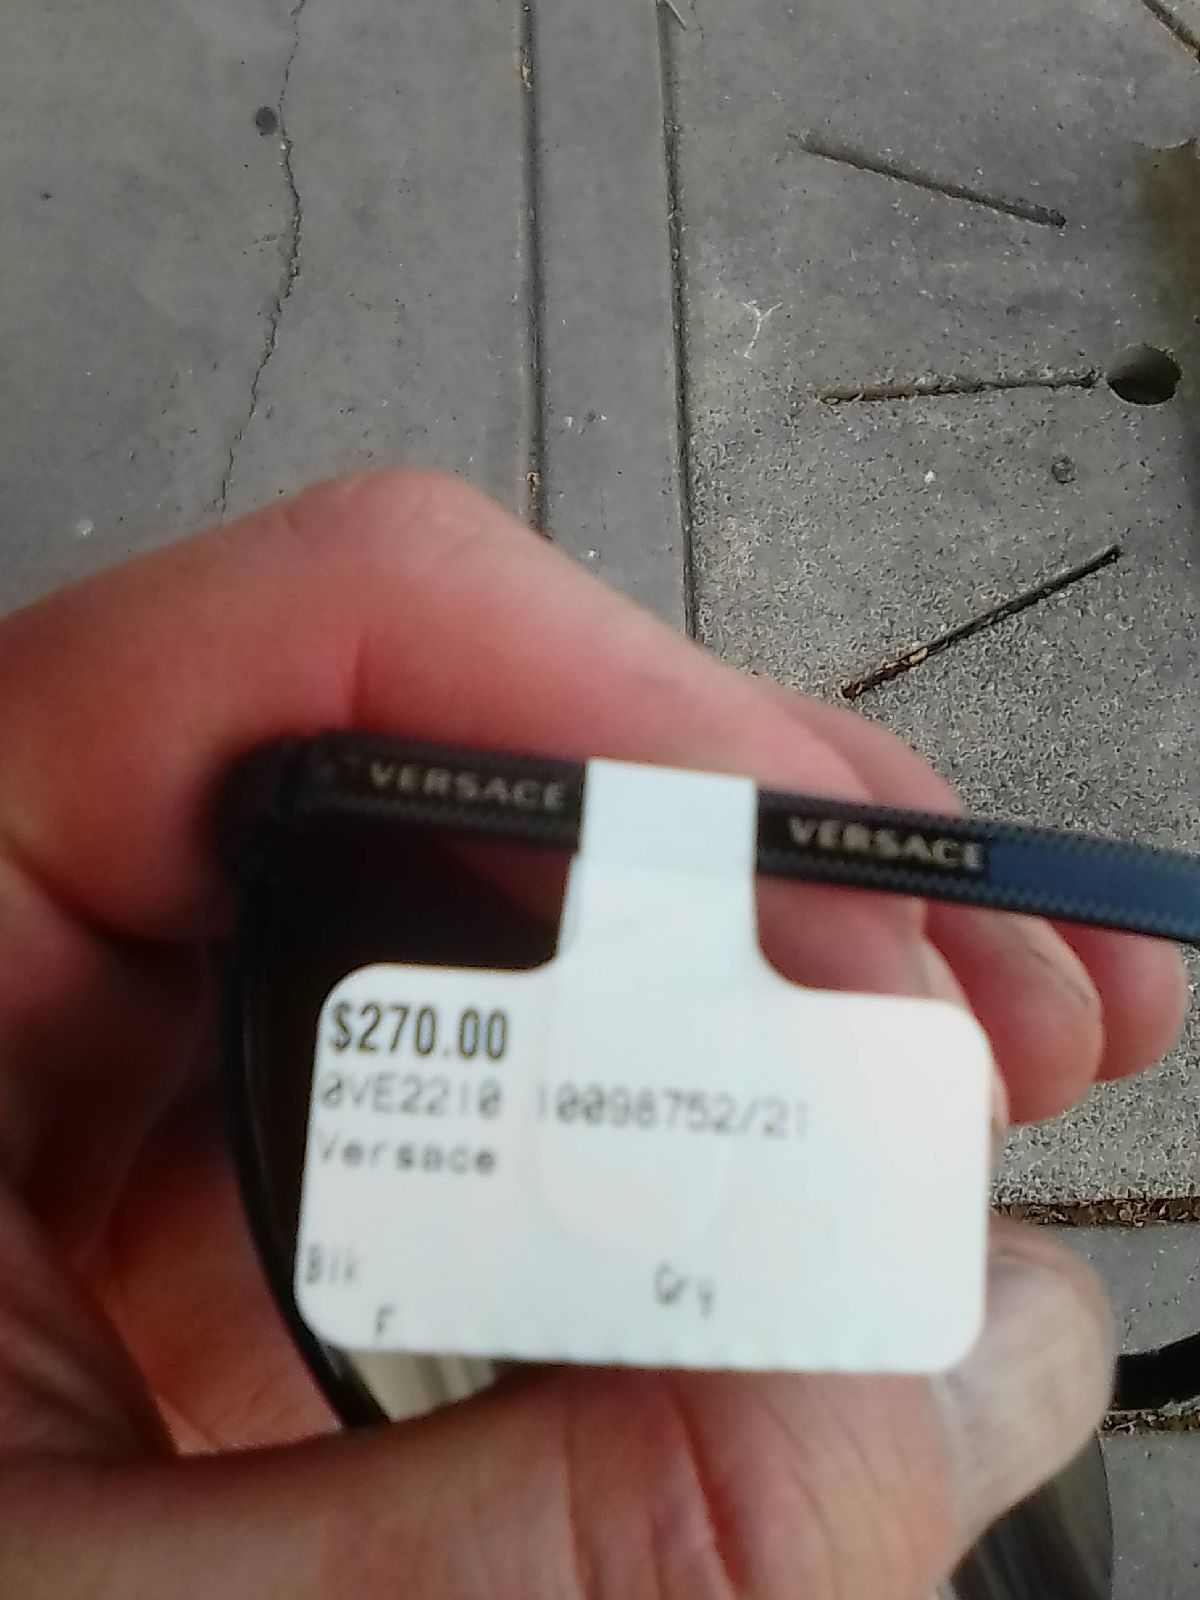 VERSACE VERSACE
$270.00
0VE2210 10098752/21
Versace
Blk Gry
F